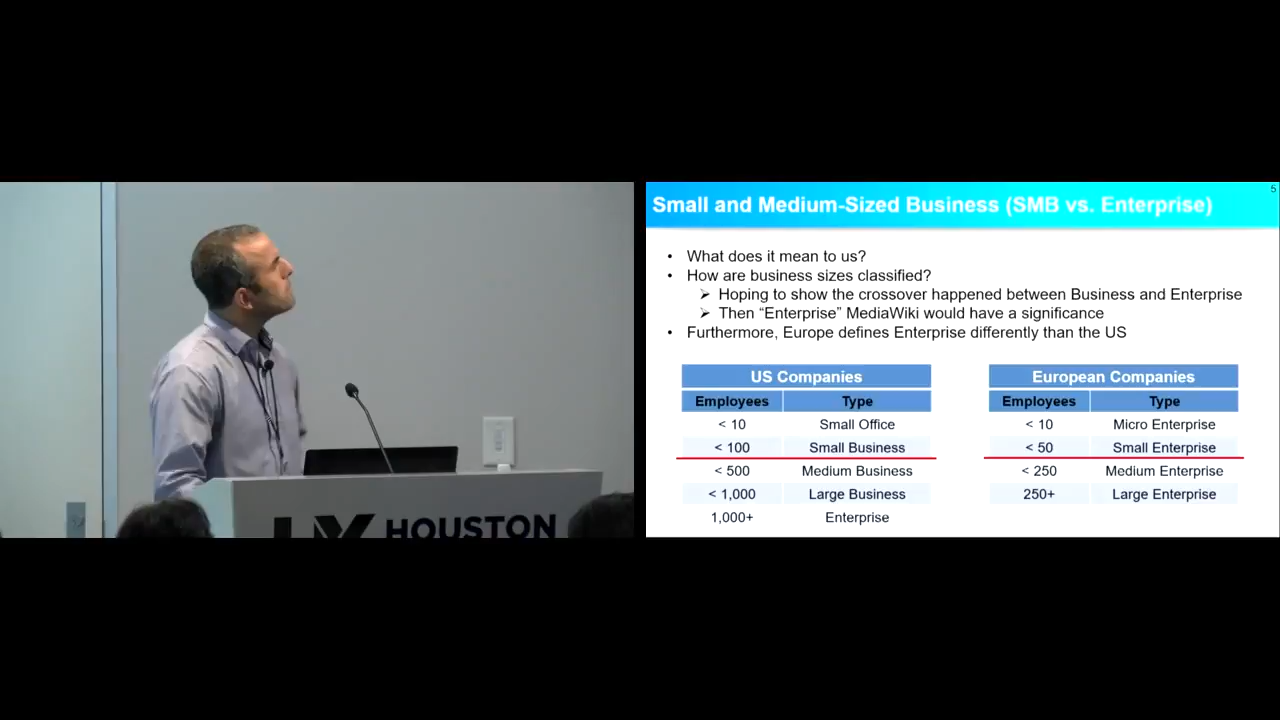 HOUSTON
5
Small and Medium-Sized Business (SMB vs. Enterprise)
• What does it mean to us?
• How are business sizes classified?
➢ Hoping to show the crossover happened between Business and Enterprise
➢ Then “Enterprise” MediaWiki would have a significance
• Furthermore, Europe defines Enterprise differently than the US
US Companies
Employees Type
< 10 Small Office
< 100 Small Business
< 500 Medium Business
< 1,000 Large Business
1,000+ Enterprise
European Companies
Employees Type
< 10 Micro Enterprise
< 50 Small Enterprise
< 250 Medium Enterprise
250+ Large Enterprise